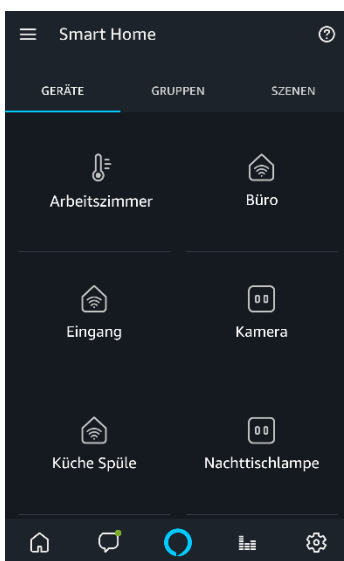 Smart Home
GERÄTE GRUPPEN SZENEN
Arbeitszimmer Büro
Eingang Kamera
Küche Spüle Nachttischlampe